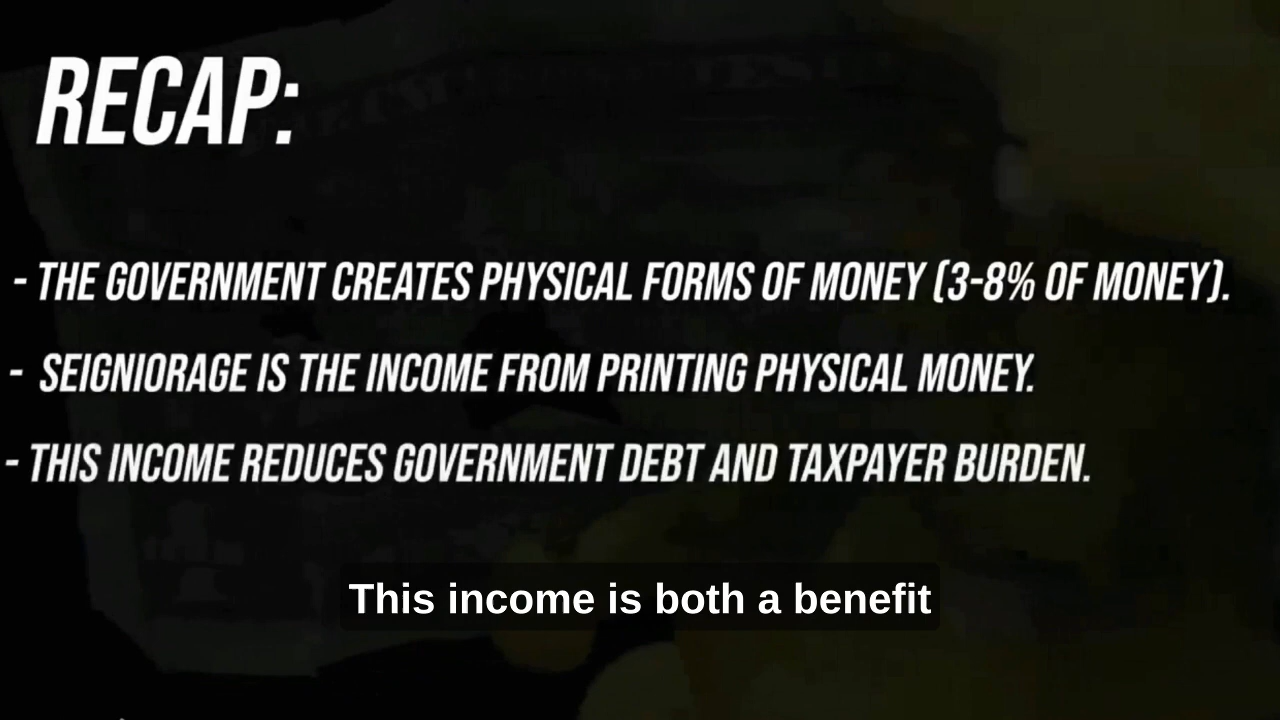 RECAP:
- THE GOVERNMENT CREATES PHYSICAL FORMS OF MONEY (3-8% OF MONEY).
- SEIGNIORAGE IS THE INCOME FROM PRINTING PHYSICAL MONEY.
- THIS INCOME REDUCES GOVERNMENT DEBT AND TAXPAYER BURDEN.
This income is both a benefit